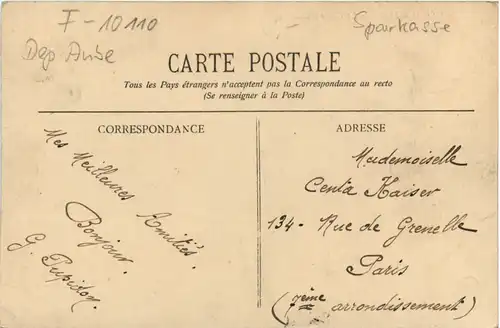 F-10110
Dep Aube
Sparkasse
CARTE POSTALE
Tous les Pays étrangers n'acceptent pas la Correspondance au recto
(Se renseigner à la Poste)
CORRESPONDANCE
Mes Meilleures Amitiés.
Bonjour.
G.
ADRESSE
Mademoiselle
Centa Kaiser
134- Rue de Grenelle
Paris
(7ème arrondissement)